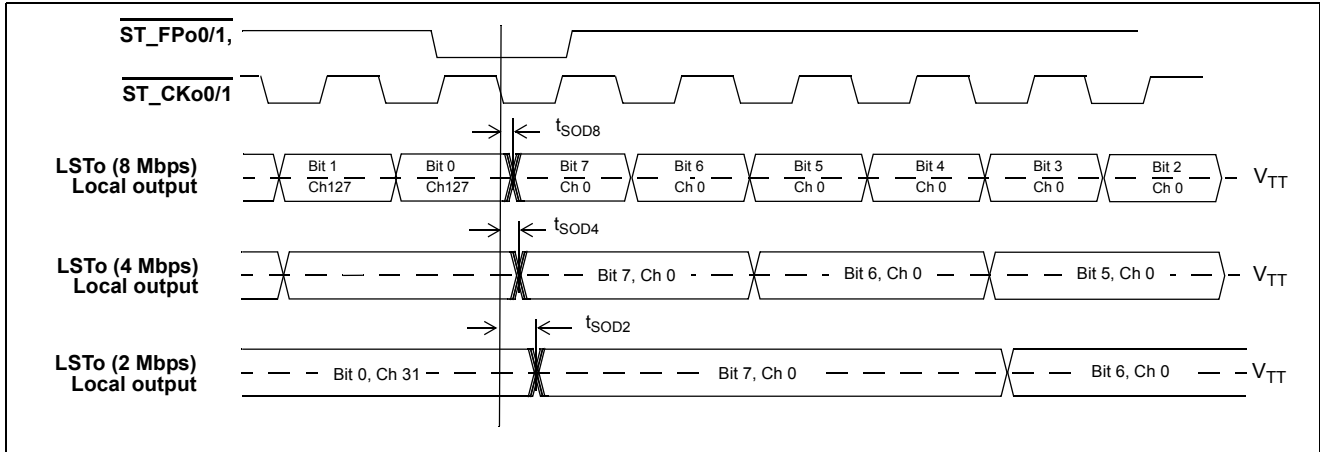 ST_FPo0/1,
ST_CKo0/1
tSOD8
LSTo (8 Mbps)
Local output
Bit 1
Ch127
Bit 0
Ch127
Bit 7
Ch 0
Bit 6
Ch 0
Bit 5
Ch 0
Bit 4
Ch 0
Bit 3
Ch 0
Bit 2
Ch 0
VTT
tSOD4
LSTo (4 Mbps)
Local output
Bit 7, Ch 0
Bit 6, Ch 0
Bit 5, Ch 0
VTT
tSOD2
LSTo (2 Mbps)
Local output
Bit 0, Ch 31
Bit 7, Ch 0
Bit 6, Ch 0
VTT